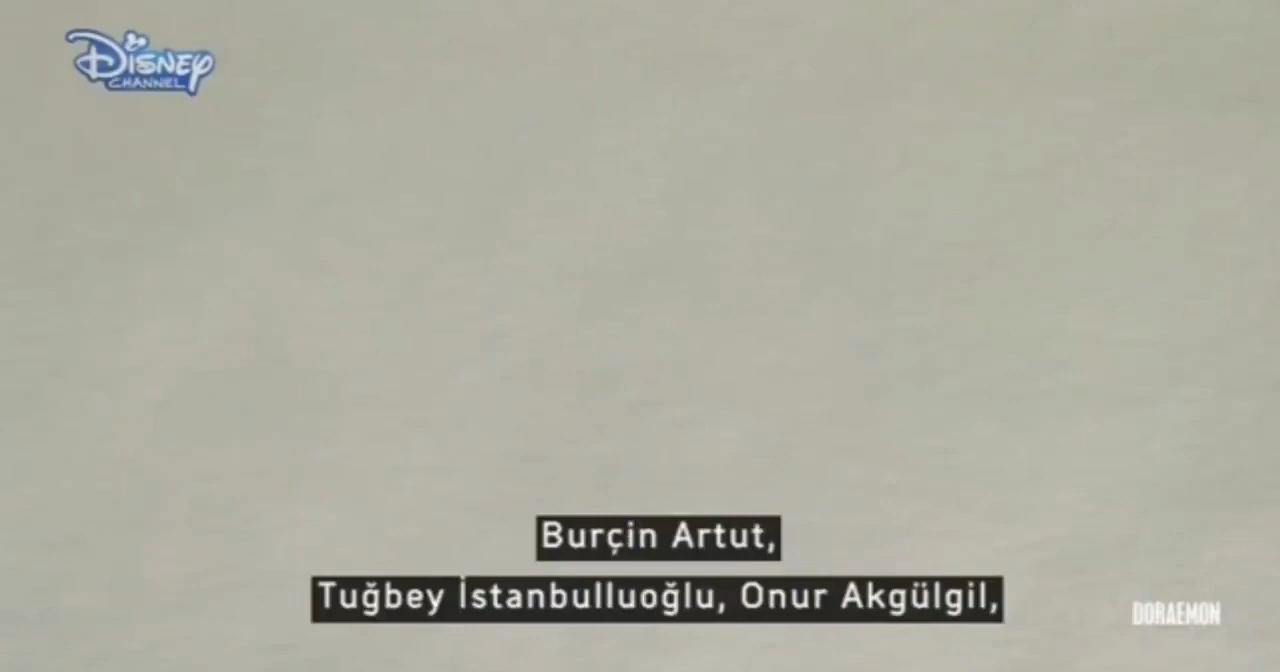 Disney
CHANNEL
Burçin Artut,
Tuğbey İstanbulluoğlu, Onur Akgülgil,
DORAEMON